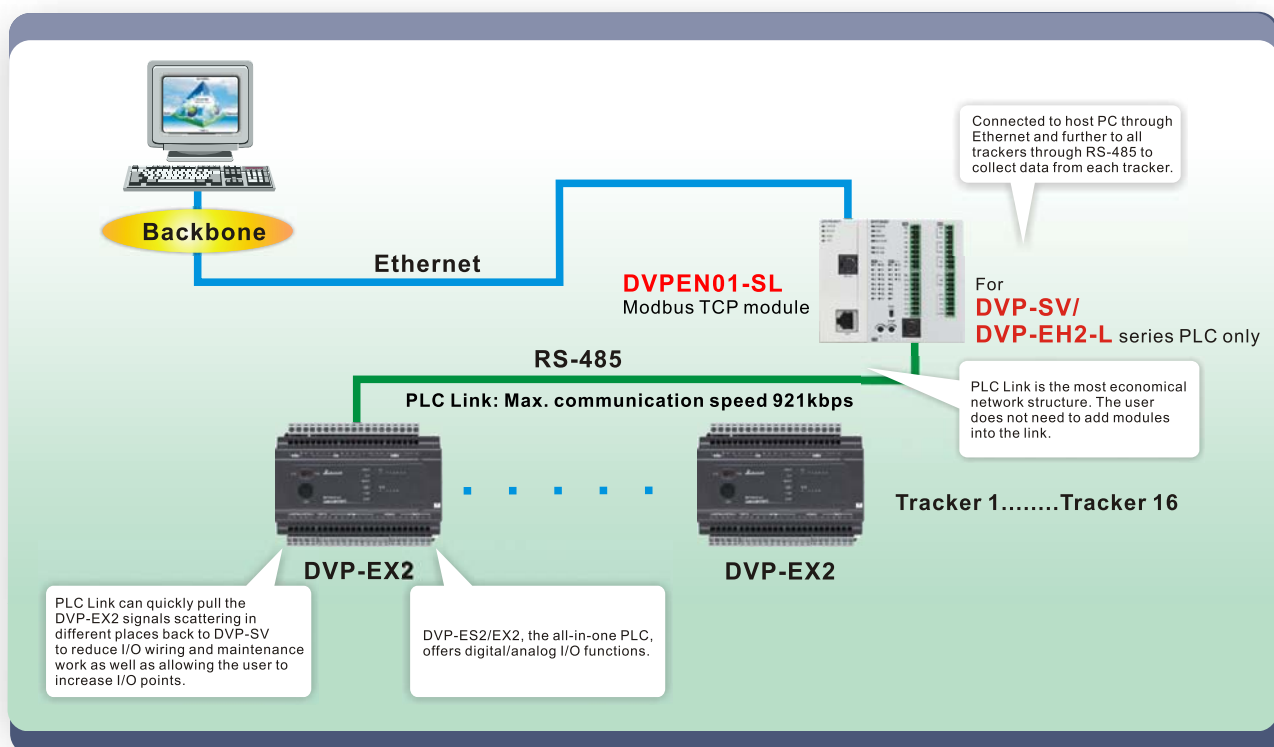 Connected to host PC through
Ethernet and further to all
trackers through RS-485 to
collect data from each tracker.
Backbone
Ethernet
DVPEN01-SL
Modbus TCP module
For
DVP-SV/
DVP-EH2-L series PLC only
RS-485
PLC Link: Max. communication speed 921kbps
PLC Link is the most economical
network structure. The user
does not need to add modules
into the link.
Tracker 1........Tracker 16
DVP-EX2
DVP-EX2
PLC Link can quickly pull the
DVP-EX2 signals scattering in
different places back to DVP-SV
to reduce I/O wiring and maintenance
work as well as allowing the user to
increase I/O points.
DVP-ES2/EX2, the all-in-one PLC,
offers digital/analog I/O functions.